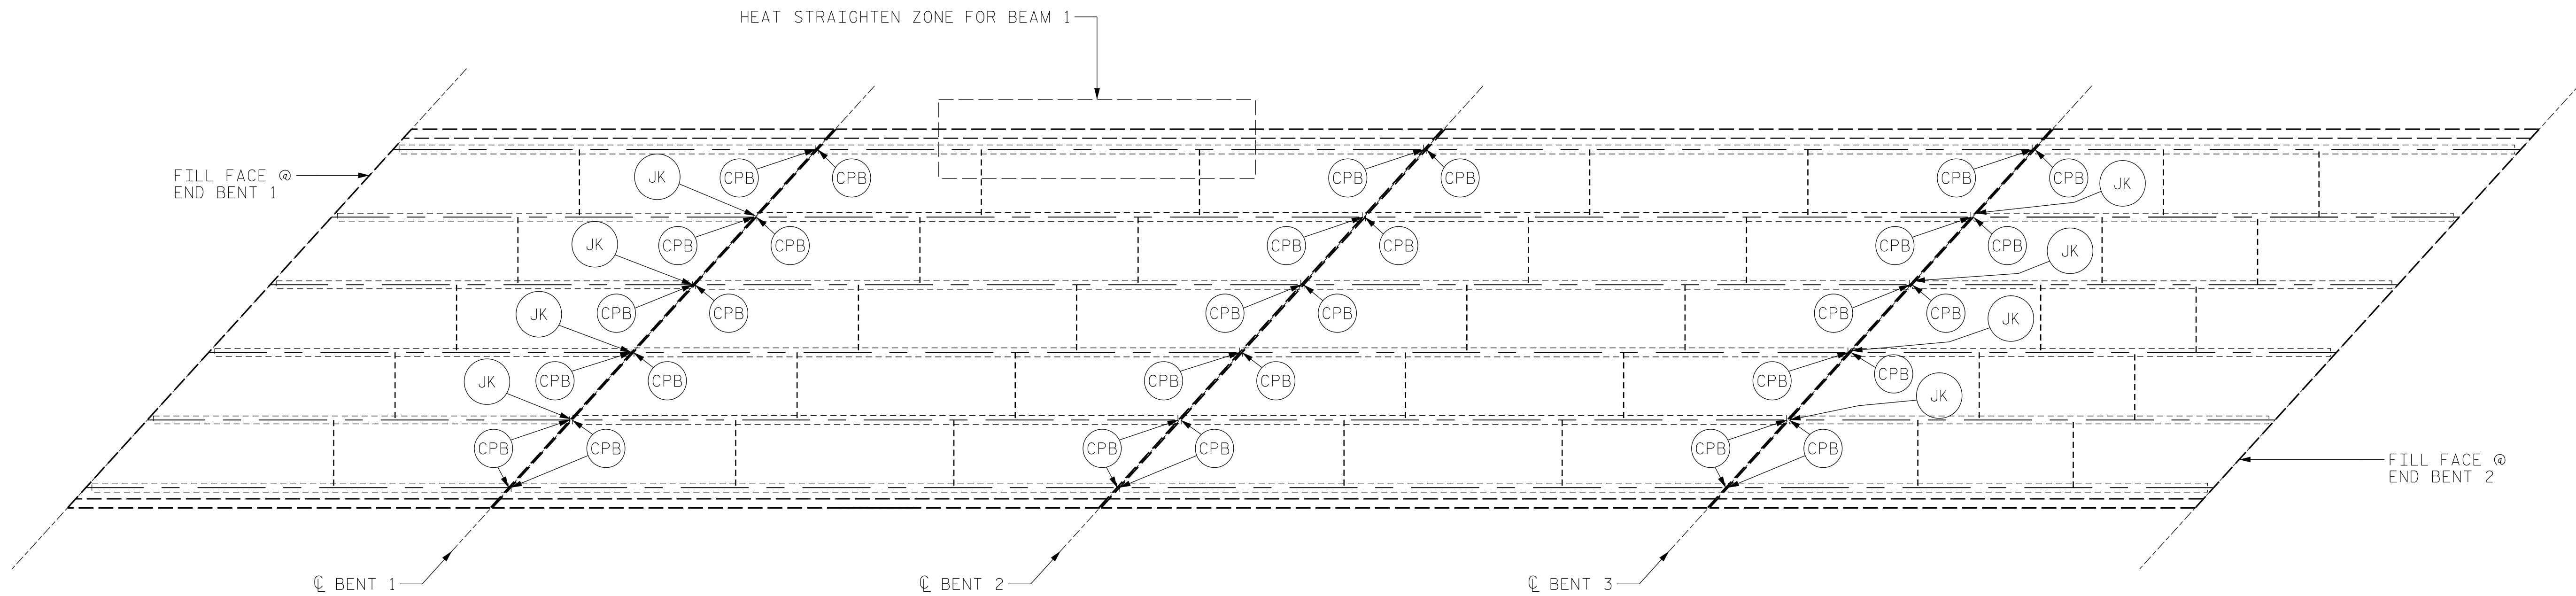 HEAT STRAIGHTEN ZONE FOR BEAM 1
FILL FACE @
END BENT 1
JK
CPB
CPB
CPB
CPB
CPB
CPB
JK
JK
CPB
CPB
CPB
CPB
CPB
CPB
JK
JK
CPB
CPB
CPB
CPB
CPB
CPB
JK
JK
CPB
CPB
CPB
CPB
CPB
CPB
JK
JK
CPB
CPB
CPB
CPB
CPB
CPB
FILL FACE @
END BENT 2
℄ BENT 1
℄ BENT 2
℄ BENT 3